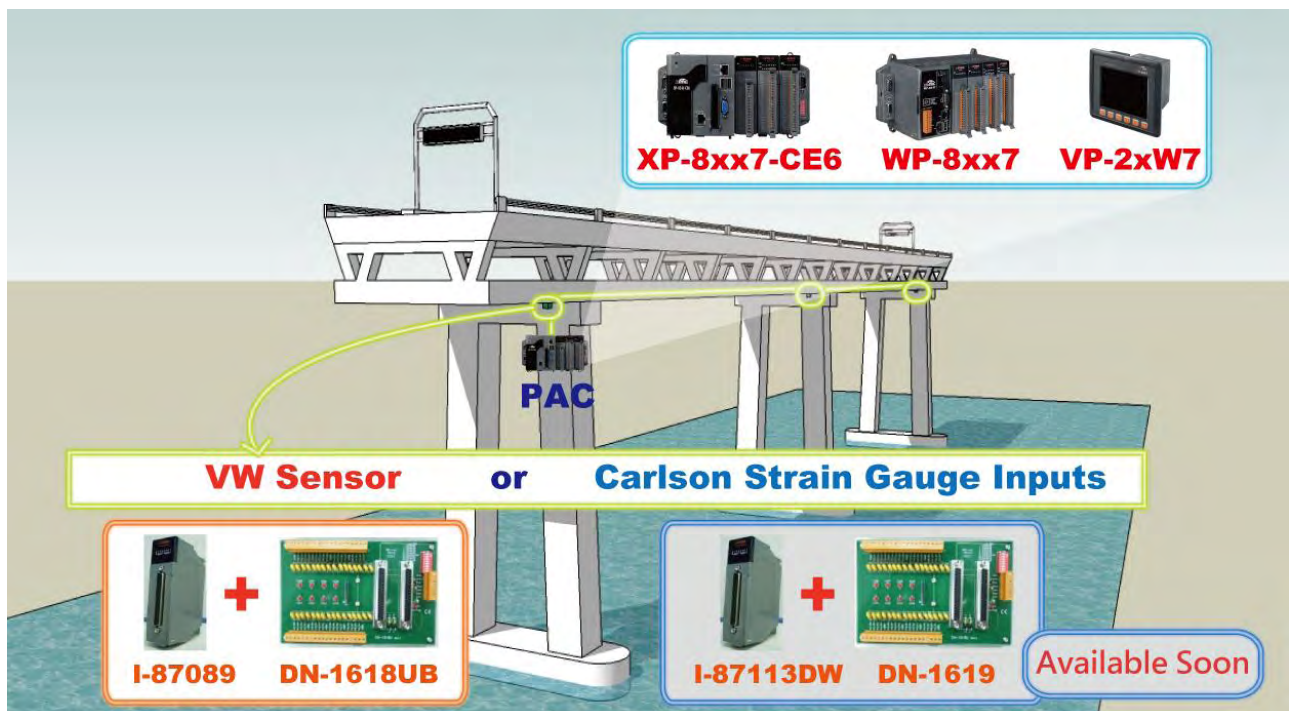 XP-8xx7-CE6 WP-8xx7 VP-2xW7
PAC
VW Sensor or Carlson Strain Gauge Inputs
I-87089 + DN-1618UB
I-87113DW + DN-1619
Available Soon